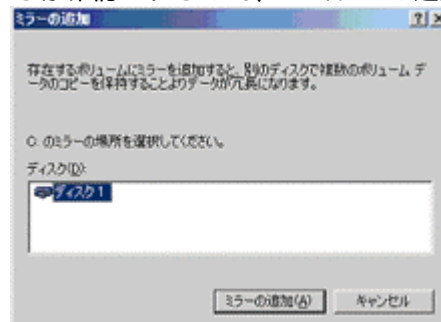 ミラーの追加
存在するボリュームにミラーを追加すると、別のディスクで複数のボリューム デ
ータのコピーを保持することよりデータが冗長になります。
C: のミラーの場所を選択してください。
ディスク(D):
ディスク 1
ミラーの追加(A)
キャンセル